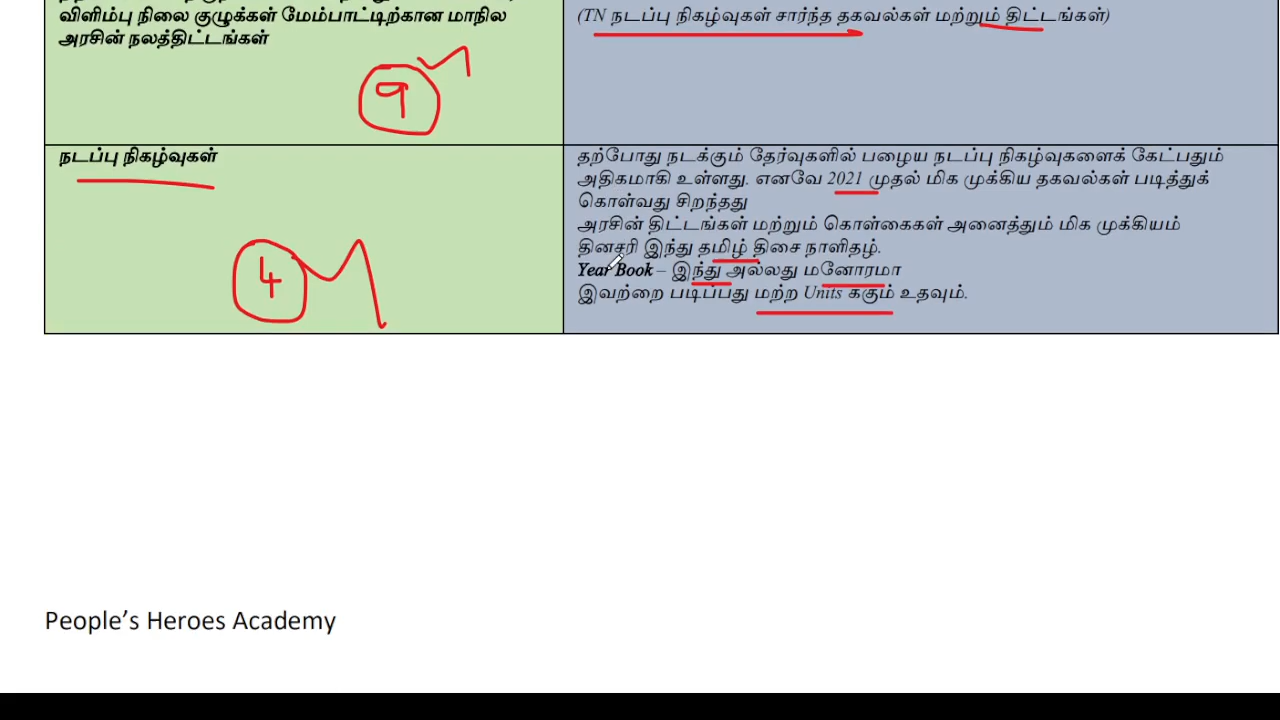 விளிம்பு நிலை குழுக்கள் மேம்பாட்டிற்கான மாநில
அரசின் நலத்திட்டங்கள்
9
(TN நடப்பு நிகழ்வுகள் சார்ந்த தகவல்கள் மற்றும் திட்டங்கள்)
நடப்பு நிகழ்வுகள்
4
தற்போது நடக்கும் தேர்வுகளில் பழைய நடப்பு நிகழ்வுகளைக் கேட்பதும்
அதிகமாகி உள்ளது. எனவே 2021 முதல் மிக முக்கிய தகவல்கள் படித்துக்
கொள்வது சிறந்தது
அரசின் திட்டங்கள் மற்றும் கொள்கைகள் அனைத்தும் மிக முக்கியம்
தினசரி இந்து தமிழ் திசை நாளிதழ்.
Year Book – இந்து அல்லது மனோரமா
இவற்றை படிப்பது மற்ற Units ககும் உதவும்.
People’s Heroes Academy